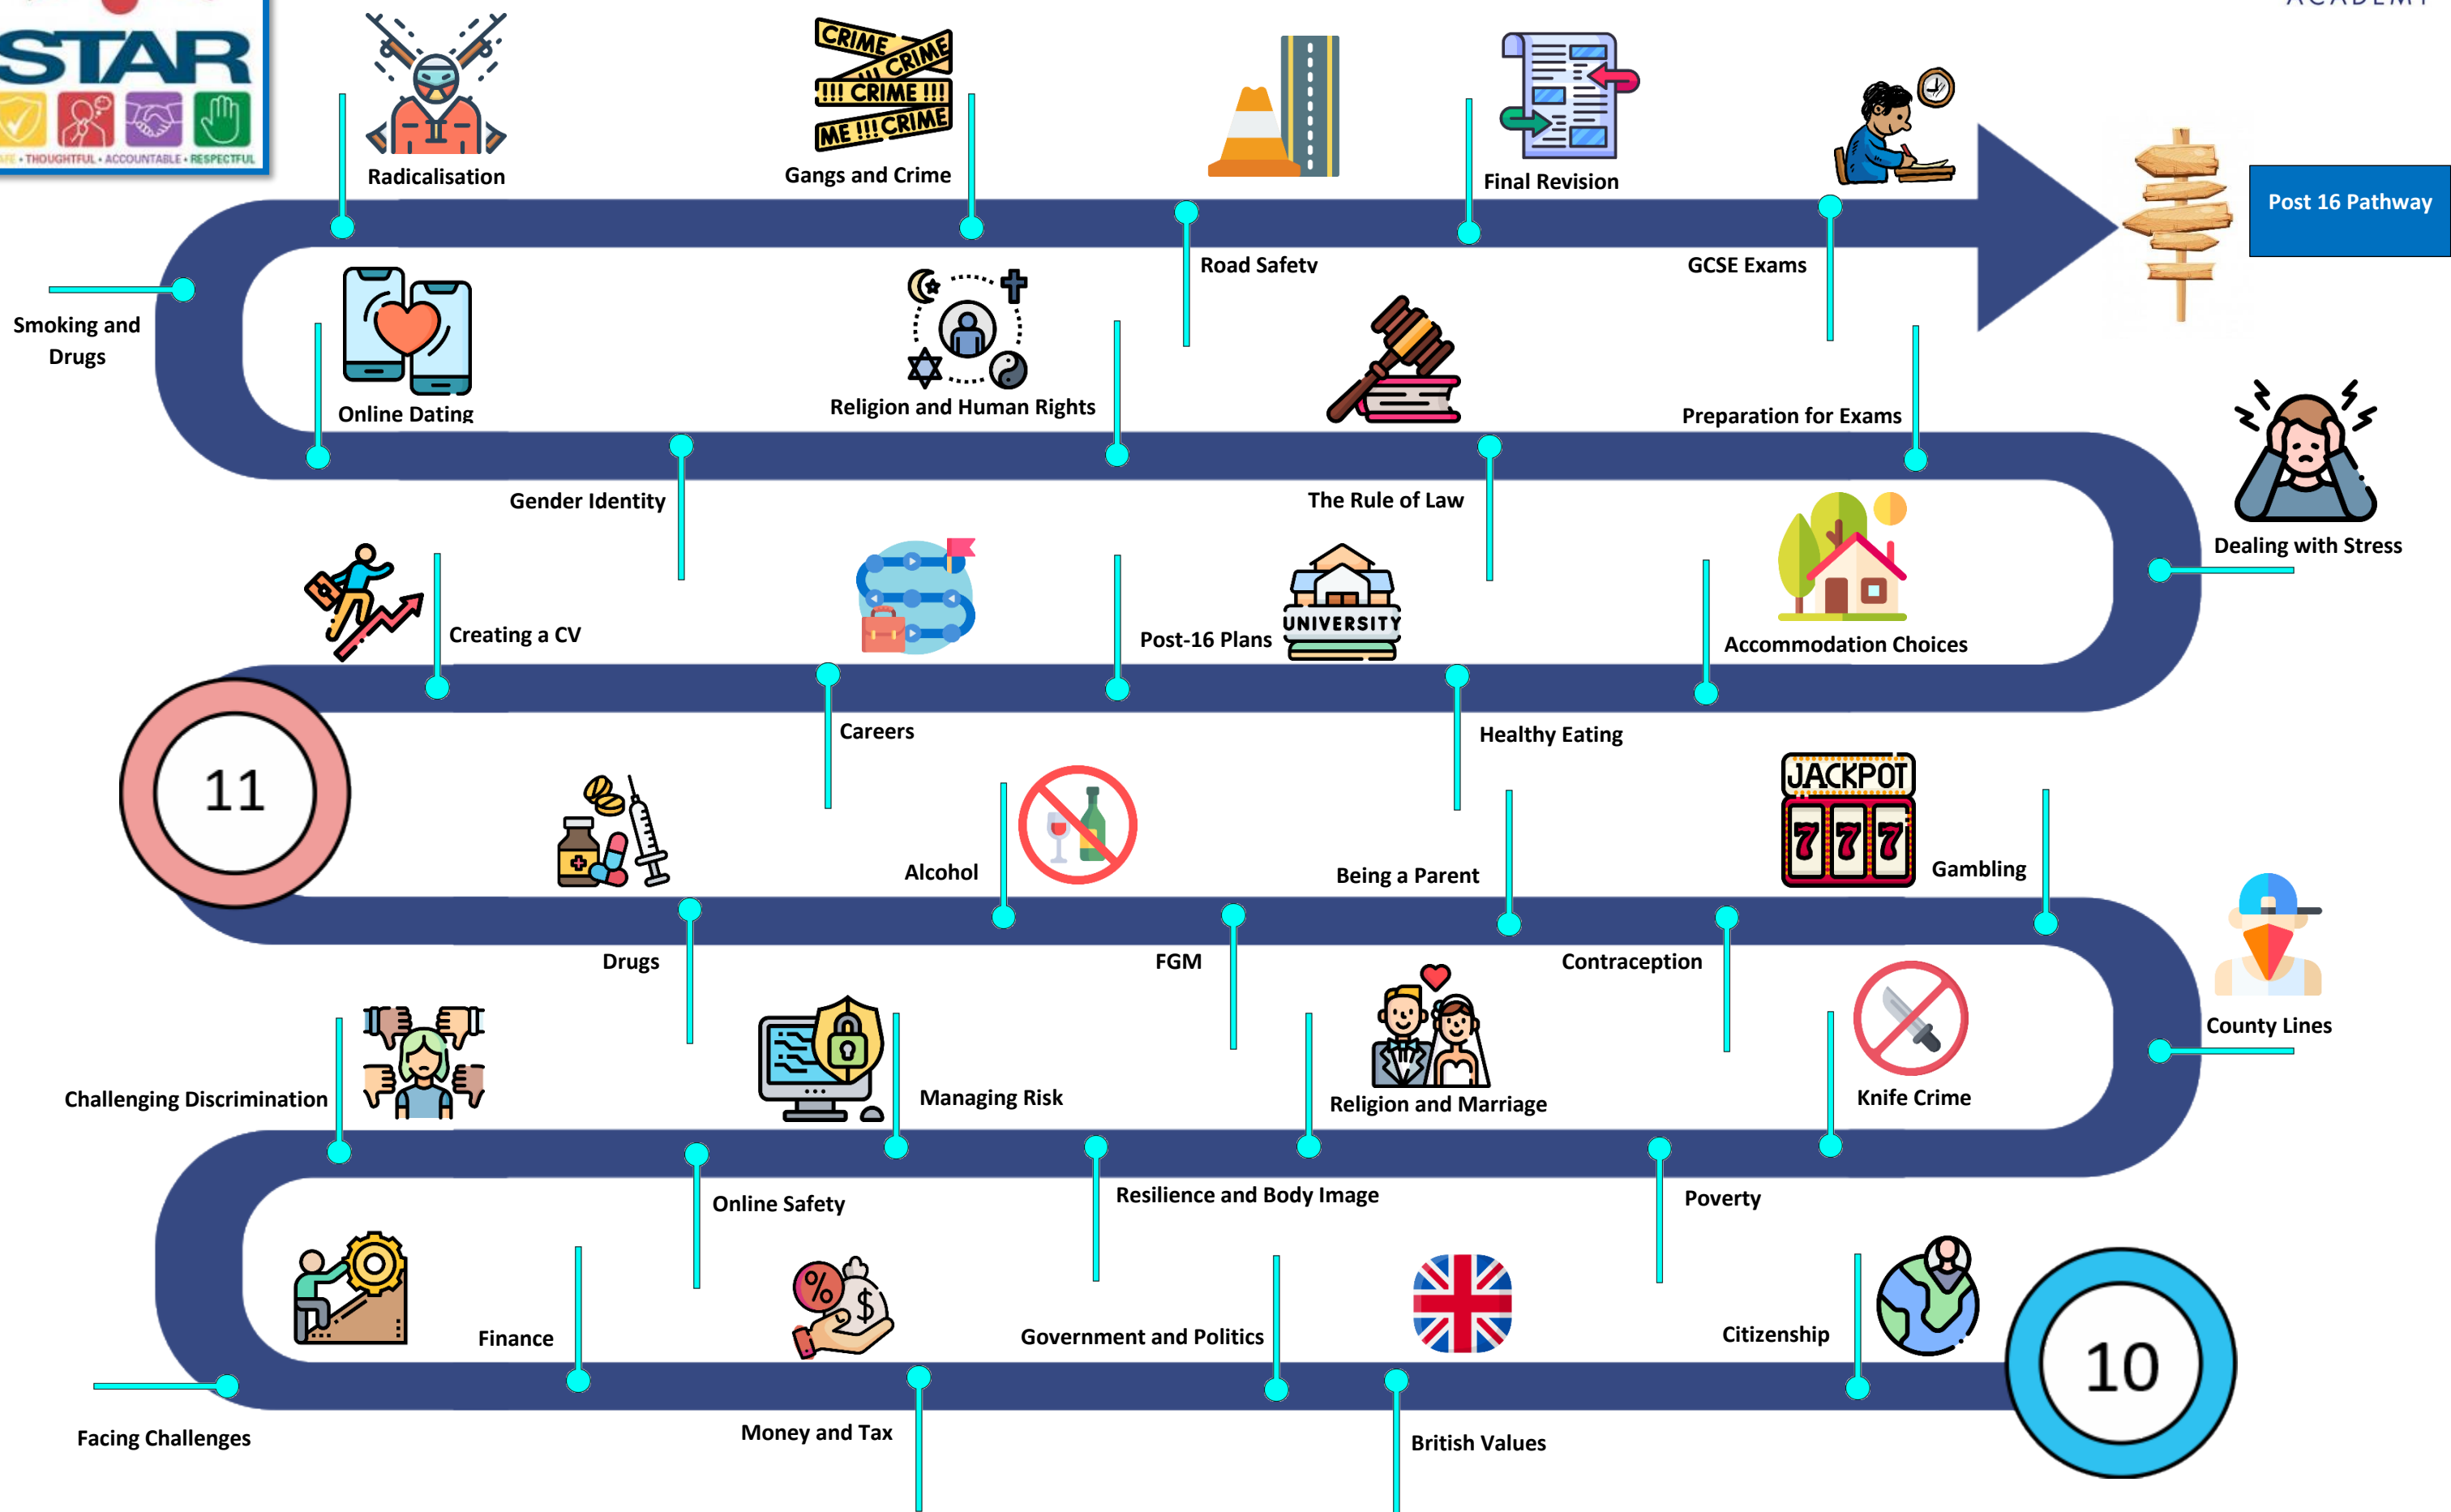 ACADEMY
STAR
THOUGHTFUL • ACCOUNTABLE • RESPECTFUL
CRIME
!!! CRIME
!!! CRIME !!!
ME !!! CRIME
Radicalisation
Gangs and Crime
Final Revision
Post 16 Pathway
Road Safety
GCSE Exams
Smoking and
Drugs
Online Dating
Religion and Human Rights
Preparation for Exams
Gender Identity
The Rule of Law
Dealing with Stress
Creating a CV
Post-16 Plans
UNIVERSITY
Accommodation Choices
Careers
Healthy Eating
11
JACKPOT
7 7 7
Alcohol
Being a Parent
Gambling
Drugs
FGM
Contraception
County Lines
Challenging Discrimination
Managing Risk
Religion and Marriage
Knife Crime
Online Safety
Resilience and Body Image
Poverty
% $
Finance
Government and Politics
Citizenship
10
Facing Challenges
Money and Tax
British Values